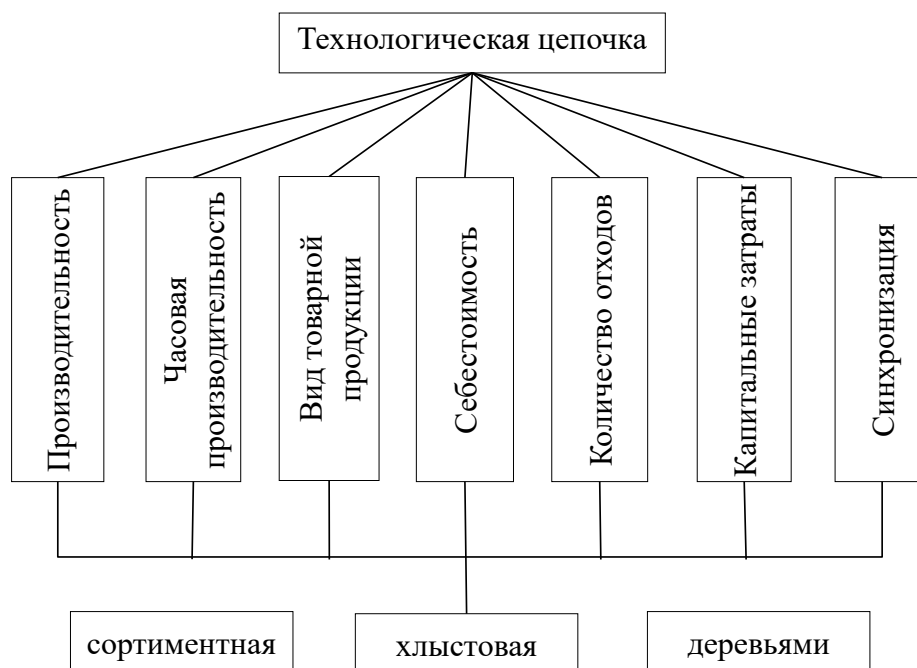 Технологическая цепочка
Производительность
Часовая
производительность
Вид товарной
продукции
Себестоимость
Количество отходов
Капитальные затраты
Синхронизация
сортиментная
хлыстовая
деревьями